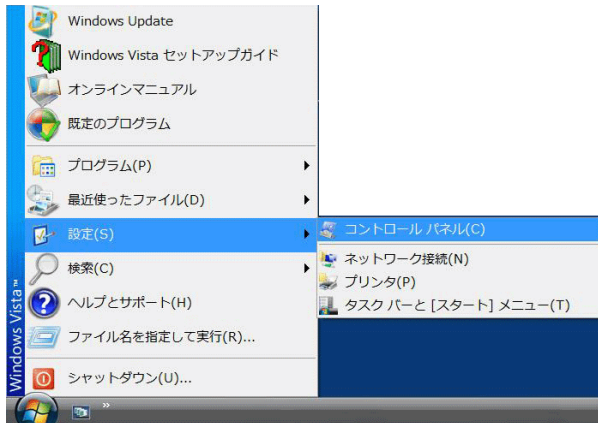 Windows Update
Windows Vista セットアップガイド
オンラインマニュアル
既定のプログラム
プログラム(P)
最近使ったファイル(D)
設定(S)
検索(C)
ヘルプとサポート(H)
ファイル名を指定して実行(R)...
シャットダウン(U)...
コントロール パネル(C)
ネットワーク接続(N)
プリンタ(P)
タスク バーと [スタート] メニュー(T)
Windows Vista™
»